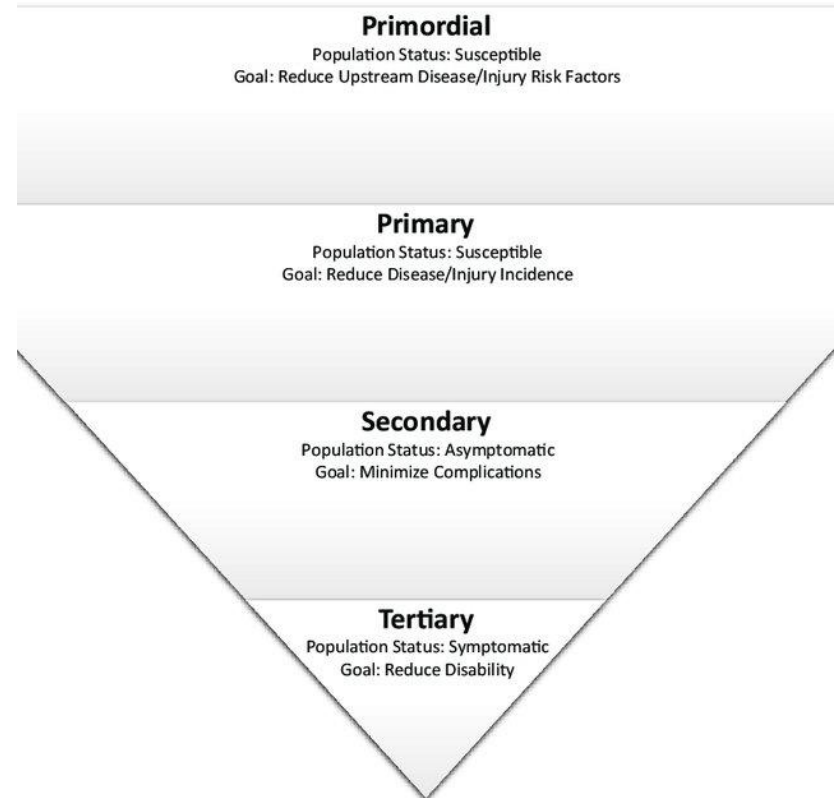 Primordial
Population Status: Susceptible
Goal: Reduce Upstream Disease/Injury Risk Factors
Primary
Population Status: Susceptible
Goal: Reduce Disease/Injury Incidence
Secondary
Population Status: Asymptomatic
Goal: Minimize Complications
Tertiary
Population Status: Symptomatic
Goal: Reduce Disability